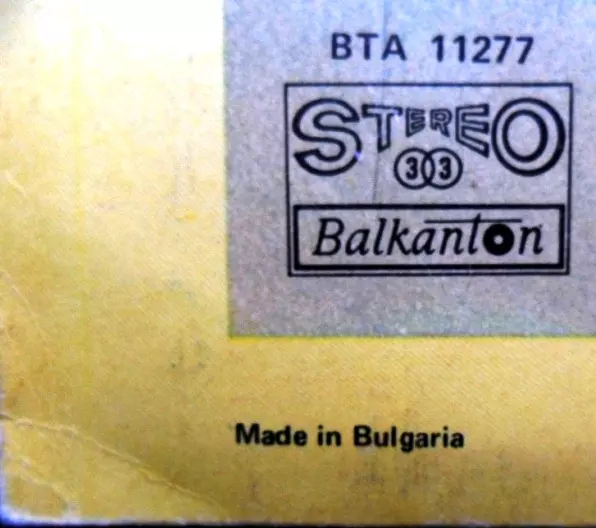 BTA 11277
STEREO
33
Balkanton
Made in Bulgaria